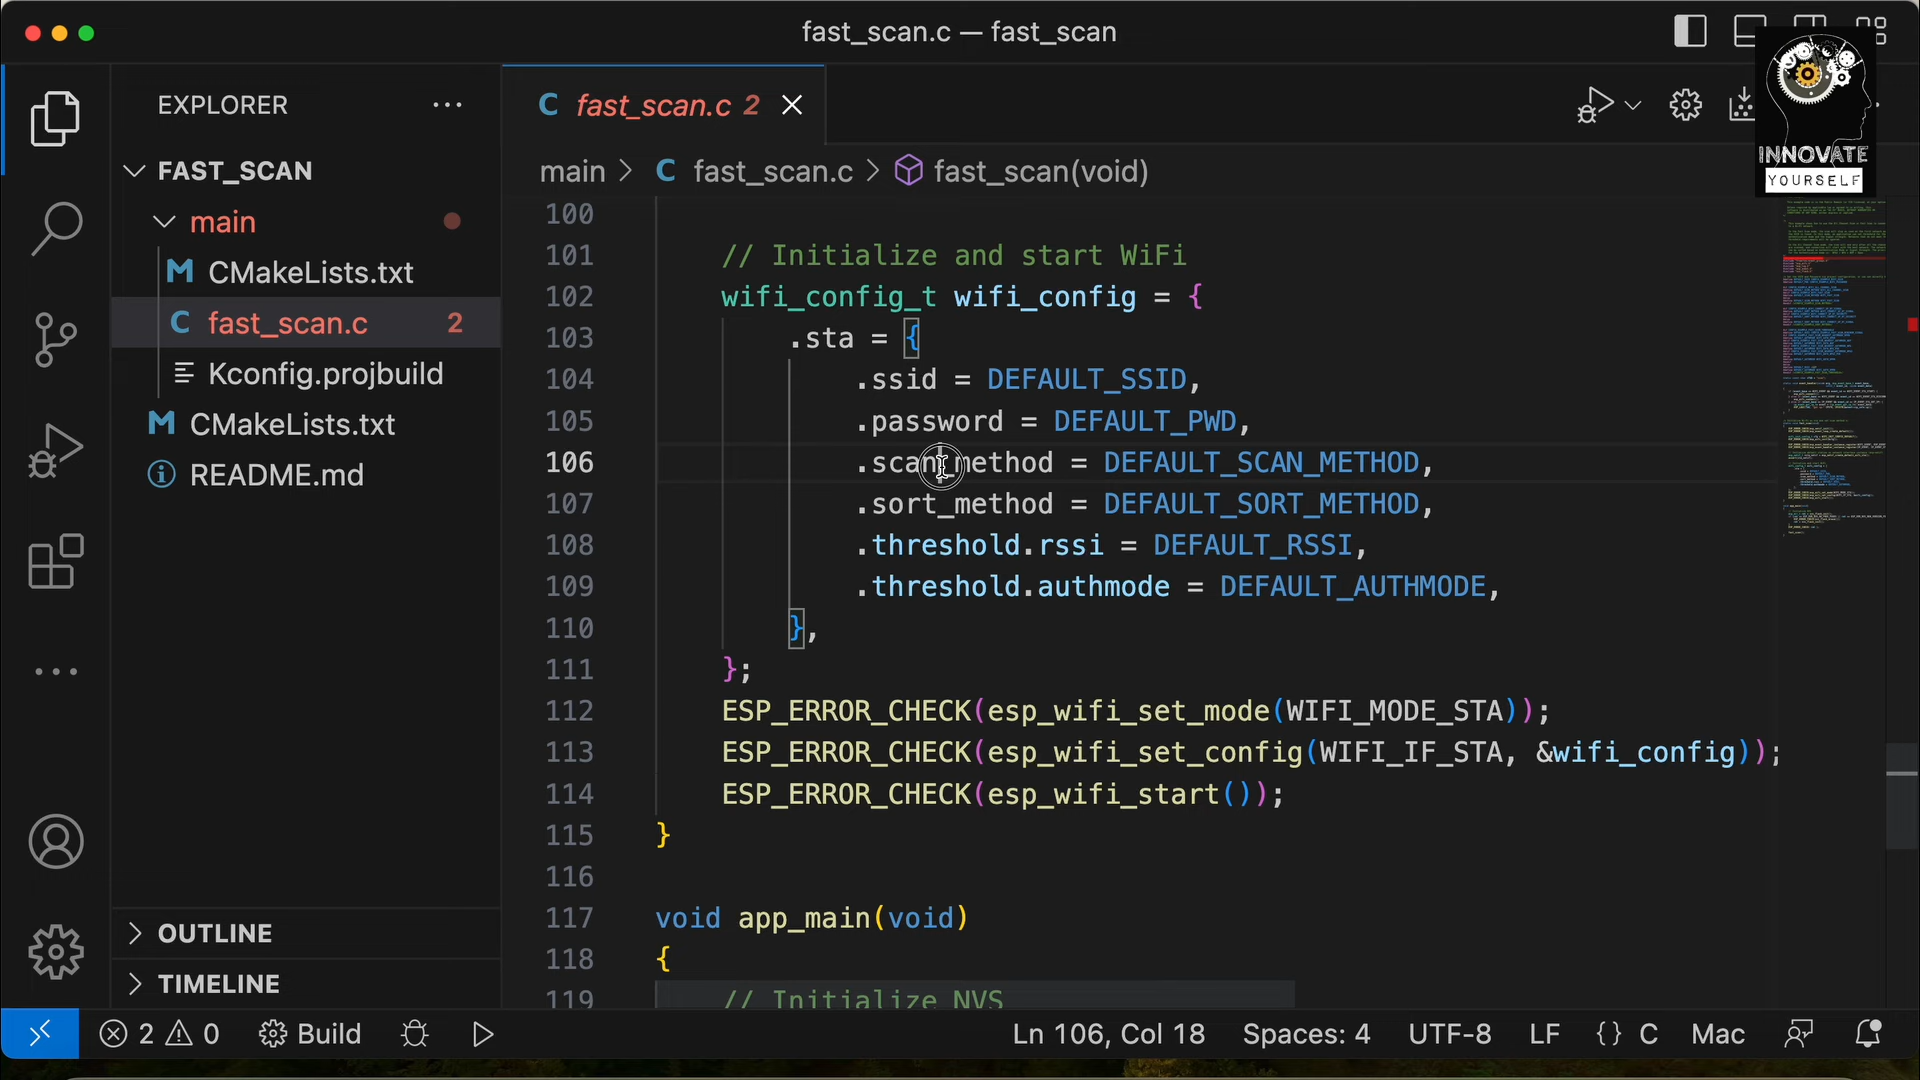 fast_scan.c — fast_scan
INNOVATE
YOURSELF
EXPLORER
FAST_SCAN
main
CMakeLists.txt
fast_scan.c 2
Kconfig.projbuild
CMakeLists.txt
README.md
OUTLINE
TIMELINE
C fast_scan.c 2
main > C fast_scan.c > fast_scan(void)
100
101 // Initialize and start WiFi
102 wifi_config_t wifi_config = {
103 .sta = {
104 .ssid = DEFAULT_SSID,
105 .password = DEFAULT_PWD,
106 .scan_method = DEFAULT_SCAN_METHOD,
107 .sort_method = DEFAULT_SORT_METHOD,
108 .threshold.rssi = DEFAULT_RSSI,
109 .threshold.authmode = DEFAULT_AUTHMODE,
110 },
111 };
112 ESP_ERROR_CHECK(esp_wifi_set_mode(WIFI_MODE_STA));
113 ESP_ERROR_CHECK(esp_wifi_set_config(WIFI_IF_STA, &wifi_config));
114 ESP_ERROR_CHECK(esp_wifi_start());
115 }
116
117 void app_main(void)
118 {
119 // Initialize NVS
2 0 Build Ln 106, Col 18 Spaces: 4 UTF-8 LF {} C Mac